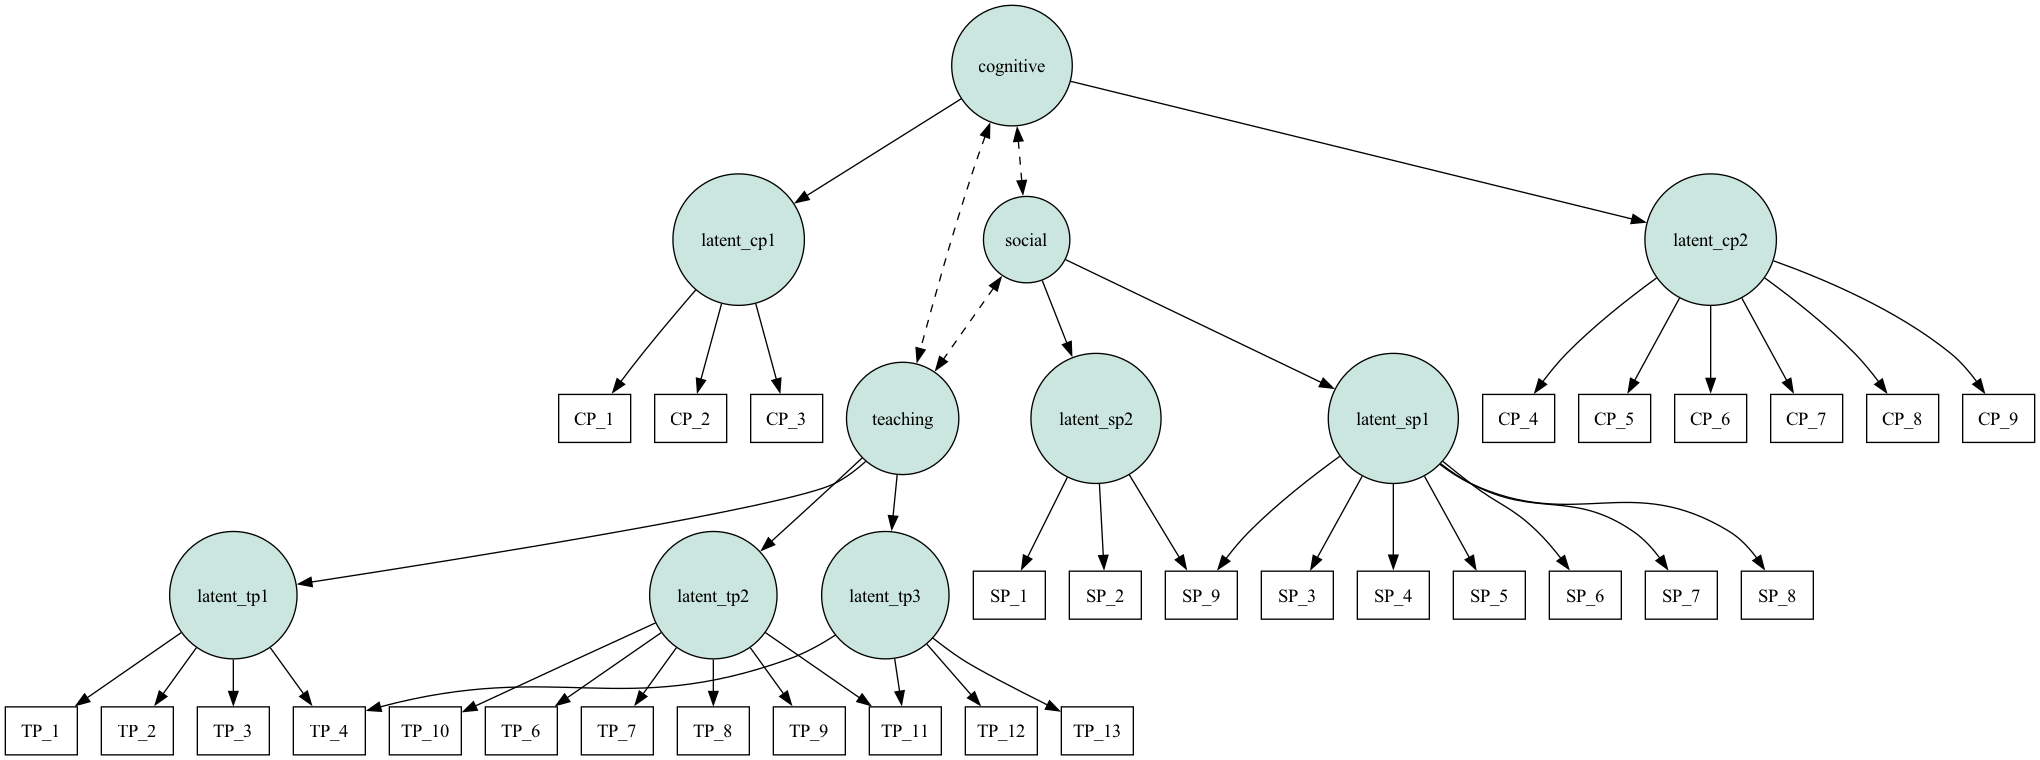 cognitive
latent_cp1
social
latent_cp2
CP_1
CP_2
CP_3
teaching
latent_sp2
latent_sp1
CP_4
CP_5
CP_6
CP_7
CP_8
CP_9
latent_tp1
latent_tp2
latent_tp3
SP_1
SP_2
SP_9
SP_3
SP_4
SP_5
SP_6
SP_7
SP_8
TP_1
TP_2
TP_3
TP_4
TP_10
TP_6
TP_7
TP_8
TP_9
TP_11
TP_12
TP_13